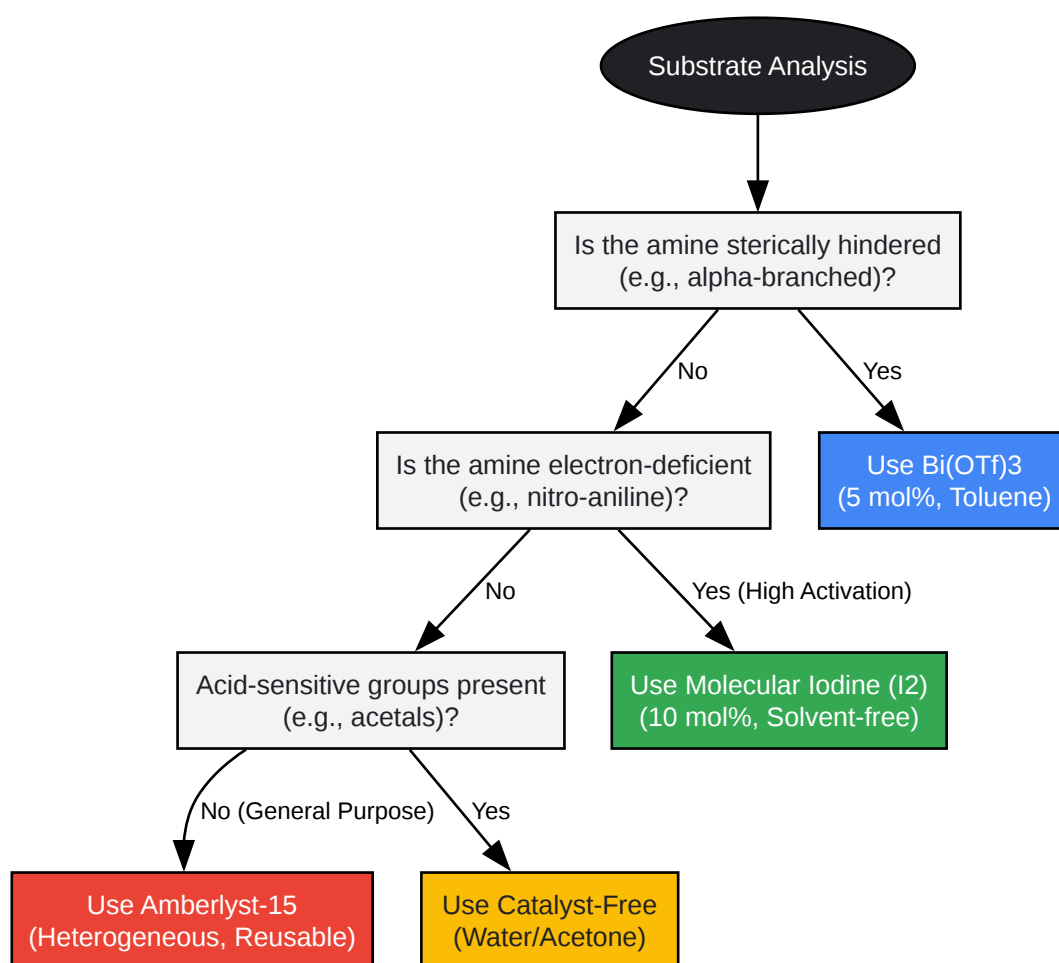 Substrate Analysis
Is the amine sterically hindered
(e.g., alpha-branched)?
No
Yes
Is the amine electron-deficient
(e.g., nitro-aniline)?
Use Bi(OTf)3
(5 mol%, Toluene)
No
Yes (High Activation)
Acid-sensitive groups present
(e.g., acetals)?
Use Molecular Iodine (I2)
(10 mol%, Solvent-free)
No (General Purpose)
Yes
Use Amberlyst-15
(Heterogeneous, Reusable)
Use Catalyst-Free
(Water/Acetone)